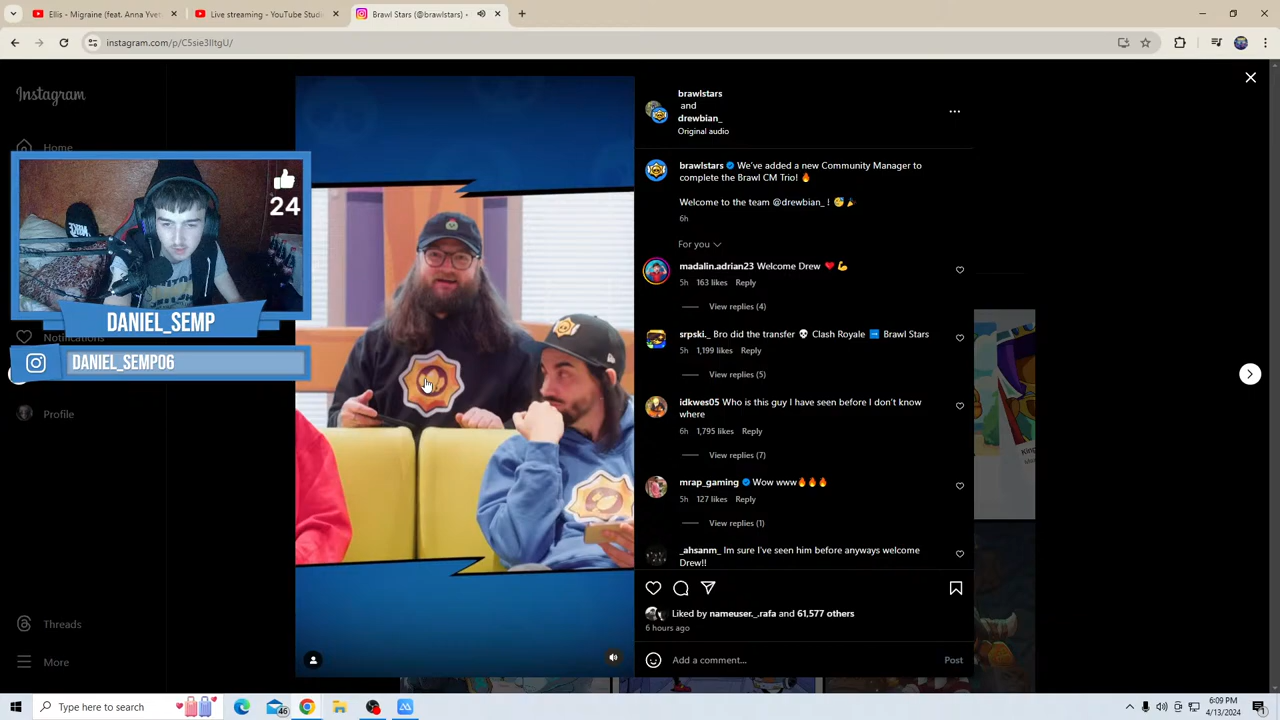 Ellis - Migraine (feat. Anna Yvet
Live streaming - YouTube Studi
Brawl Stars (@brawlstars) •
instagram.com/p/C5sie3lItgU/
Instagram
Home
24
DANIEL_SEMP
Notifications
DANIEL_SEMP06
Profile
Threads
More
brawlstars
and
drewbian_
Original audio
brawlstars We've added a new Community Manager to
complete the Brawl CM Trio! 🔥
Welcome to the team @drewbian_ ! 🥳🎉
6h
For you
madalin.adrian23 Welcome Drew ❤️💪
5h 163 likes Reply
View replies (4)
srpski._ Bro did the transfer 💀 Clash Royale ➡️ Brawl Stars
5h 1,199 likes Reply
View replies (5)
idkwes05 Who is this guy I have seen before I don't know
where
6h 1,795 likes Reply
View replies (7)
mrap_gaming Wow www🔥🔥🔥
5h 127 likes Reply
View replies (1)
_ahsanm_ Im sure I've seen him before anyways welcome
Drew!!
Liked by nameuser._.rafa and 61,577 others
6 hours ago
Add a comment...
Post
King
Type here to search
46
6:09 PM
4/13/2024
1